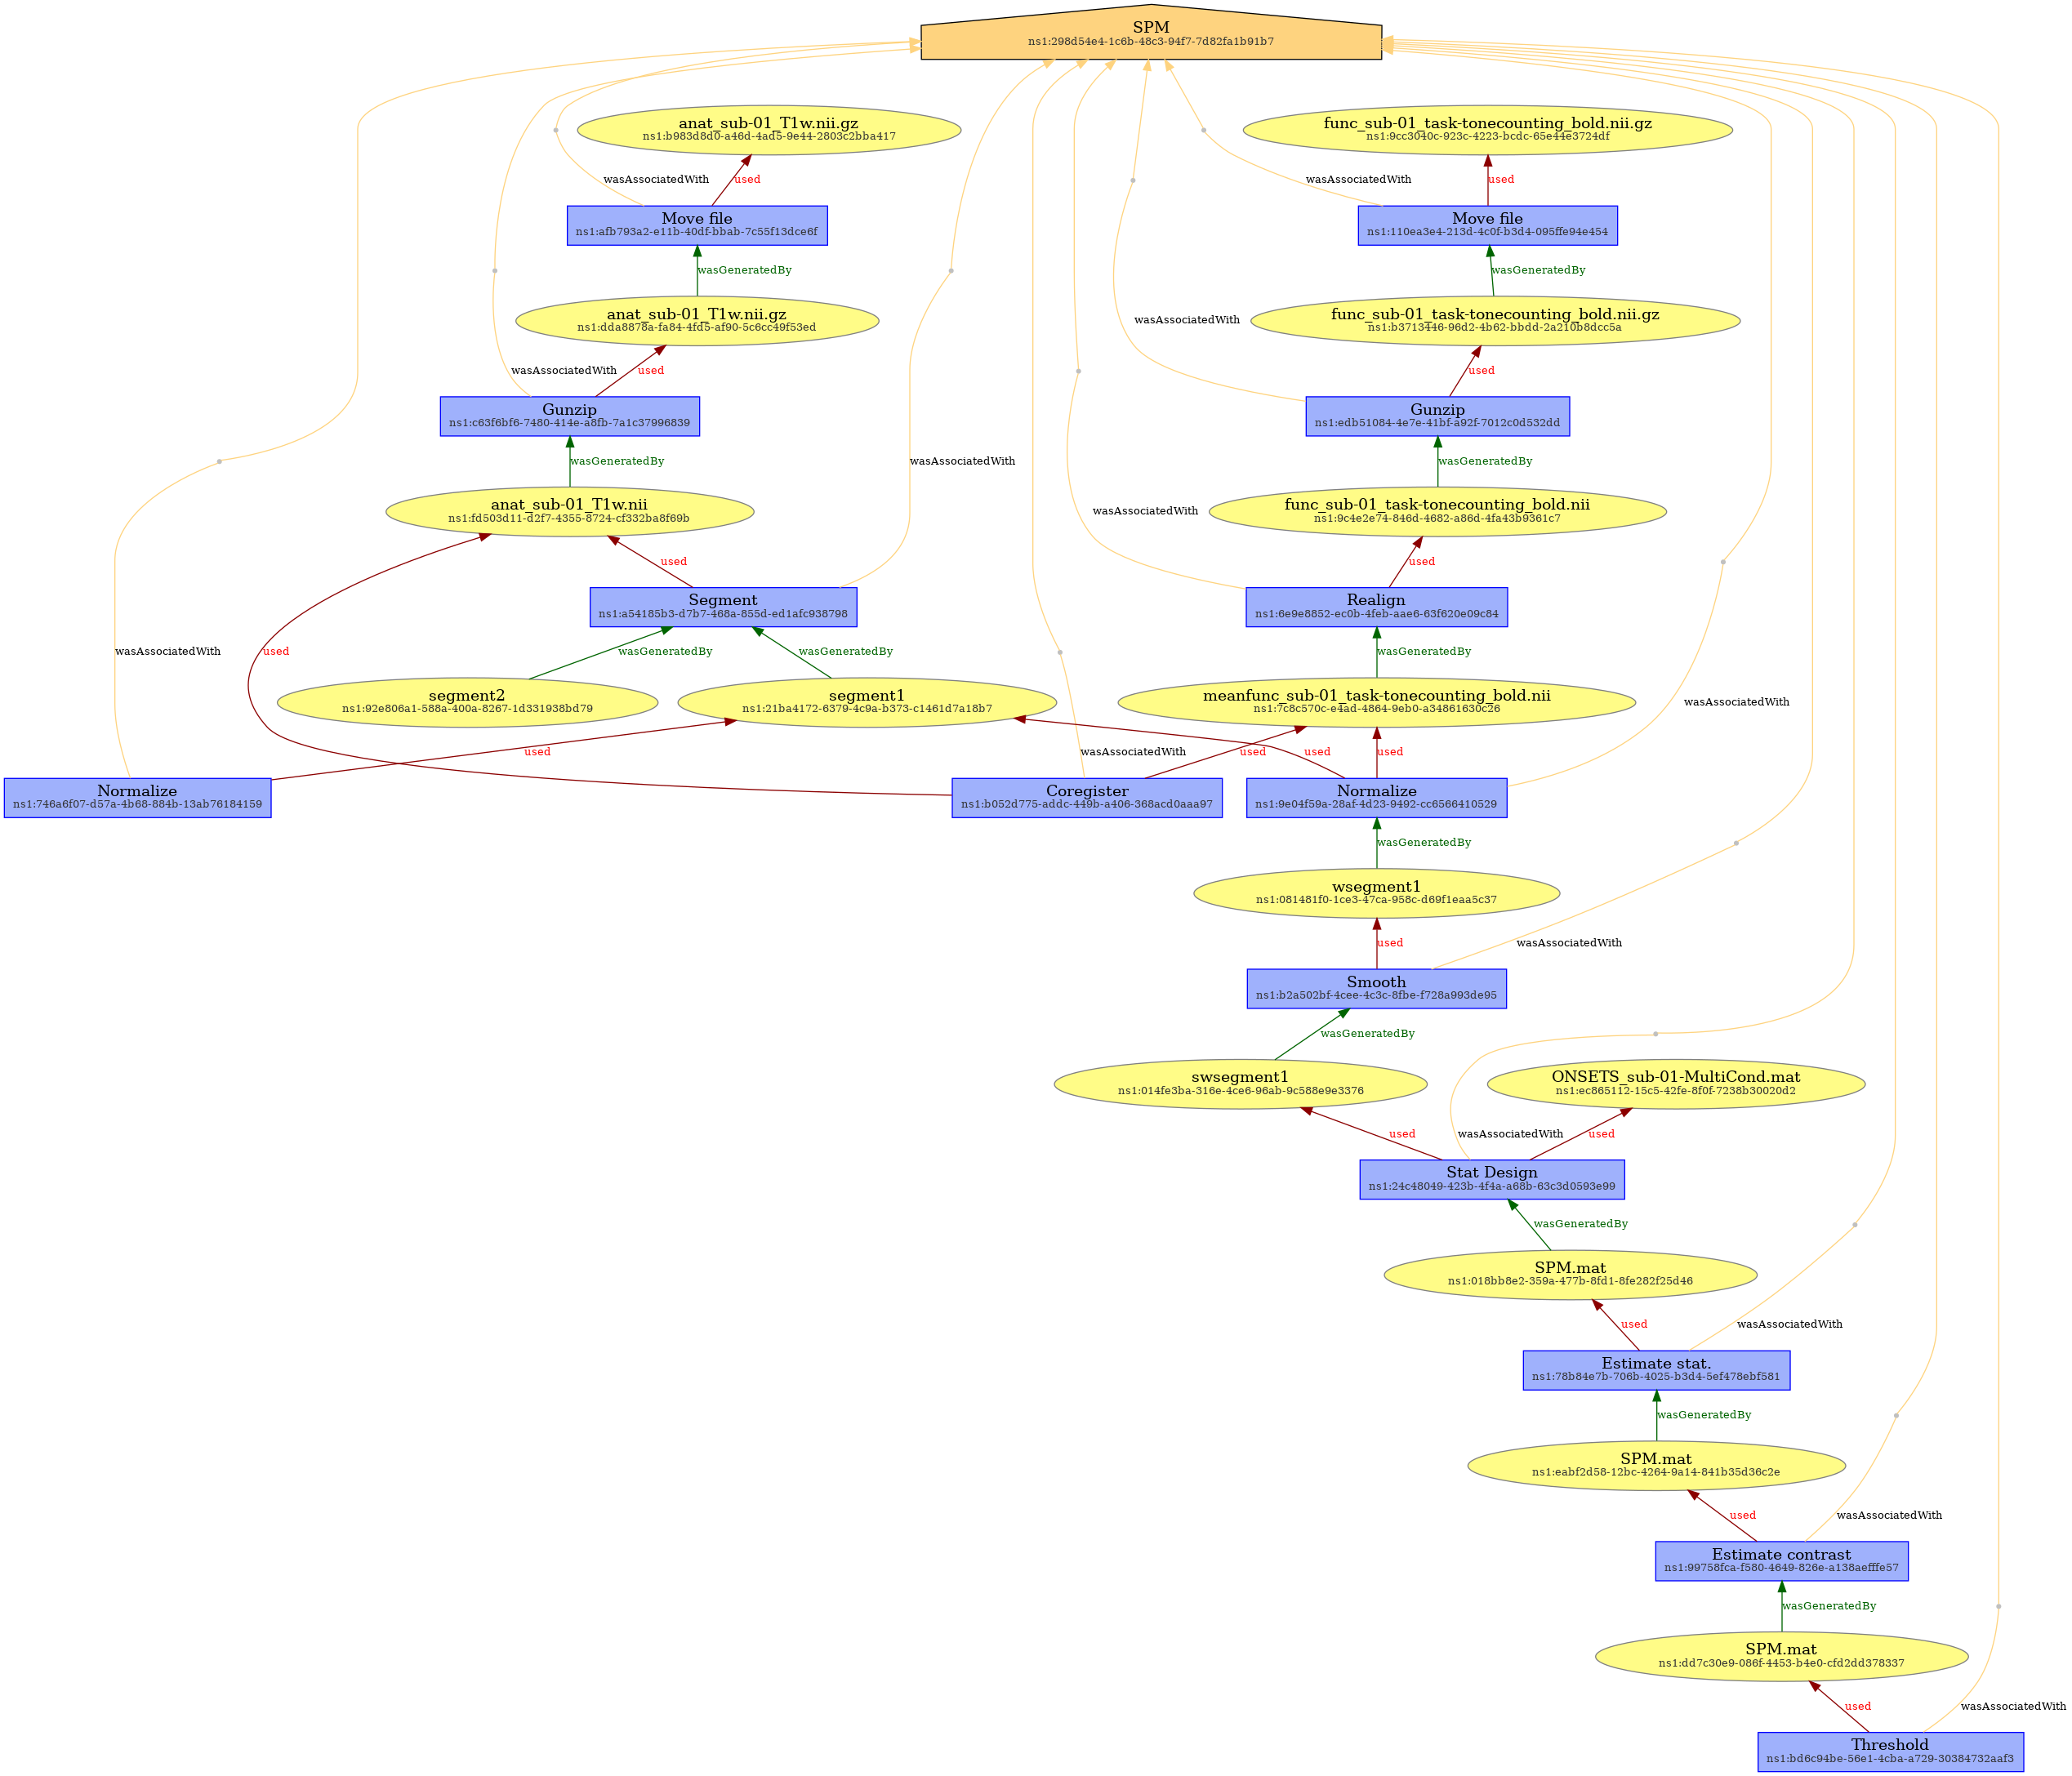 SPM
ns1:298d54e4-1c6b-48c3-94f7-7d82fa1b91b7
anat_sub-01_T1w.nii.gz
ns1:b983d8d0-a46d-4ad5-9e44-2803c2bba417
func_sub-01_task-tonecounting_bold.nii.gz
ns1:9cc3040c-923c-4223-bcdc-65e44e3724df
wasAssociatedWith
used
wasAssociatedWith
used
Move file
ns1:afb793a2-e11b-40df-bbab-7c55f13dce6f
Move file
ns1:110ea3e4-213d-4c0f-b3d4-095ffe94e454
wasGeneratedBy
wasGeneratedBy
anat_sub-01_T1w.nii.gz
ns1:dda8878a-fa84-4fd5-af90-5c6cc49f53ed
wasAssociatedWith
func_sub-01_task-tonecounting_bold.nii.gz
ns1:b3713446-96d2-4b62-bbdd-2a210b8dcc5a
wasAssociatedWith
used
used
Gunzip
ns1:c63f6bf6-7480-414e-a8fb-7a1c37996839
Gunzip
ns1:edb51084-4e7e-41bf-a92f-7012c0d532dd
wasGeneratedBy
wasAssociatedWith
wasGeneratedBy
anat_sub-01_T1w.nii
ns1:fd503d11-d2f7-4355-8724-cf332ba8f69b
wasAssociatedWith
func_sub-01_task-tonecounting_bold.nii
ns1:9c4e2e74-846d-4682-a86d-4fa43b9361c7
used
used
Segment
ns1:a54185b3-d7b7-468a-855d-ed1afc938798
Realign
ns1:6e9e8852-ec0b-4feb-aae6-63f620e09c84
wasAssociatedWith
used
wasGeneratedBy
wasGeneratedBy
wasGeneratedBy
segment2
ns1:92e806a1-588a-400a-8267-1d331938bd79
segment1
ns1:21ba4172-6379-4c9a-b373-c1461d7a18b7
meanfunc_sub-01_task-tonecounting_bold.nii
ns1:7c8c570c-e4ad-4864-9eb0-a34861630c26
wasAssociatedWith
used
wasAssociatedWith
used
used
used
Normalize
ns1:746a6f07-d57a-4b68-884b-13ab76184159
Coregister
ns1:b052d775-addc-449b-a406-368acd0aaa97
Normalize
ns1:9e04f59a-28af-4d23-9492-cc6566410529
wasGeneratedBy
wsegment1
ns1:081481f0-1ce3-47ca-958c-d69f1eaa5c37
used
wasAssociatedWith
Smooth
ns1:b2a502bf-4cee-4c3c-8fbe-f728a993de95
wasGeneratedBy
swsegment1
ns1:014fe3ba-316e-4ce6-96ab-9c588e9e3376
ONSETS_sub-01-MultiCond.mat
ns1:ec865112-15c5-42fe-8f0f-7238b30020d2
used
wasAssociatedWith
used
Stat Design
ns1:24c48049-423b-4f4a-a68b-63c3d0593e99
wasGeneratedBy
SPM.mat
ns1:018bb8e2-359a-477b-8fd1-8fe282f25d46
used
wasAssociatedWith
Estimate stat.
ns1:78b84e7b-706b-4025-b3d4-5ef478ebf581
wasGeneratedBy
SPM.mat
ns1:eabf2d58-12bc-4264-9a14-841b35d36c2e
used
wasAssociatedWith
Estimate contrast
ns1:99758fca-f580-4649-826e-a138aefffe57
wasGeneratedBy
SPM.mat
ns1:dd7c30e9-086f-4453-b4e0-cfd2dd378337
used
wasAssociatedWith
Threshold
ns1:bd6c94be-56e1-4cba-a729-30384732aaf3